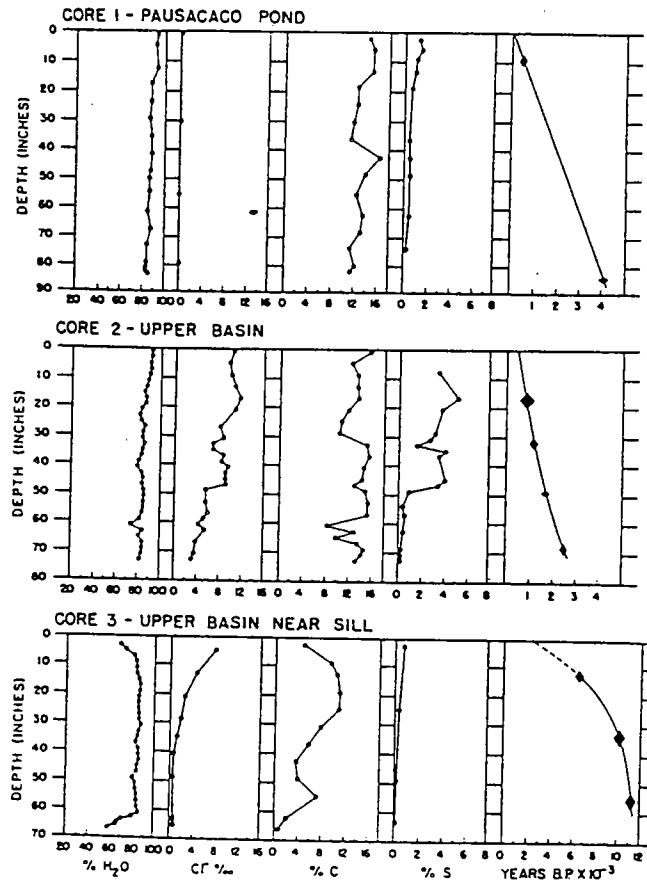 CORE 1 - PAUSACACO POND
DEPTH (INCHES)
0
10
20
30
40
50
60
70
80
90
20 40 60 80 100 0 4 8 12 16 0 4 8 12 16 0 2 4 6 8 1 2 3 4
CORE 2 - UPPER BASIN
DEPTH (INCHES)
0
10
20
30
40
50
60
70
80
20 40 60 80 100 0 4 8 12 16 0 4 8 12 16 0 2 4 6 8 1 2 3 4
CORE 3 - UPPER BASIN NEAR SILL
DEPTH (INCHES)
0
10
20
30
40
50
60
70
20 40 60 80 100 0 4 8 12 16 0 4 8 12 16 0 2 4 6 8 0 2 4 6 8 10 12
% H₂O Cl⁻ ‰ % C % S YEARS B.P. X 10⁻³